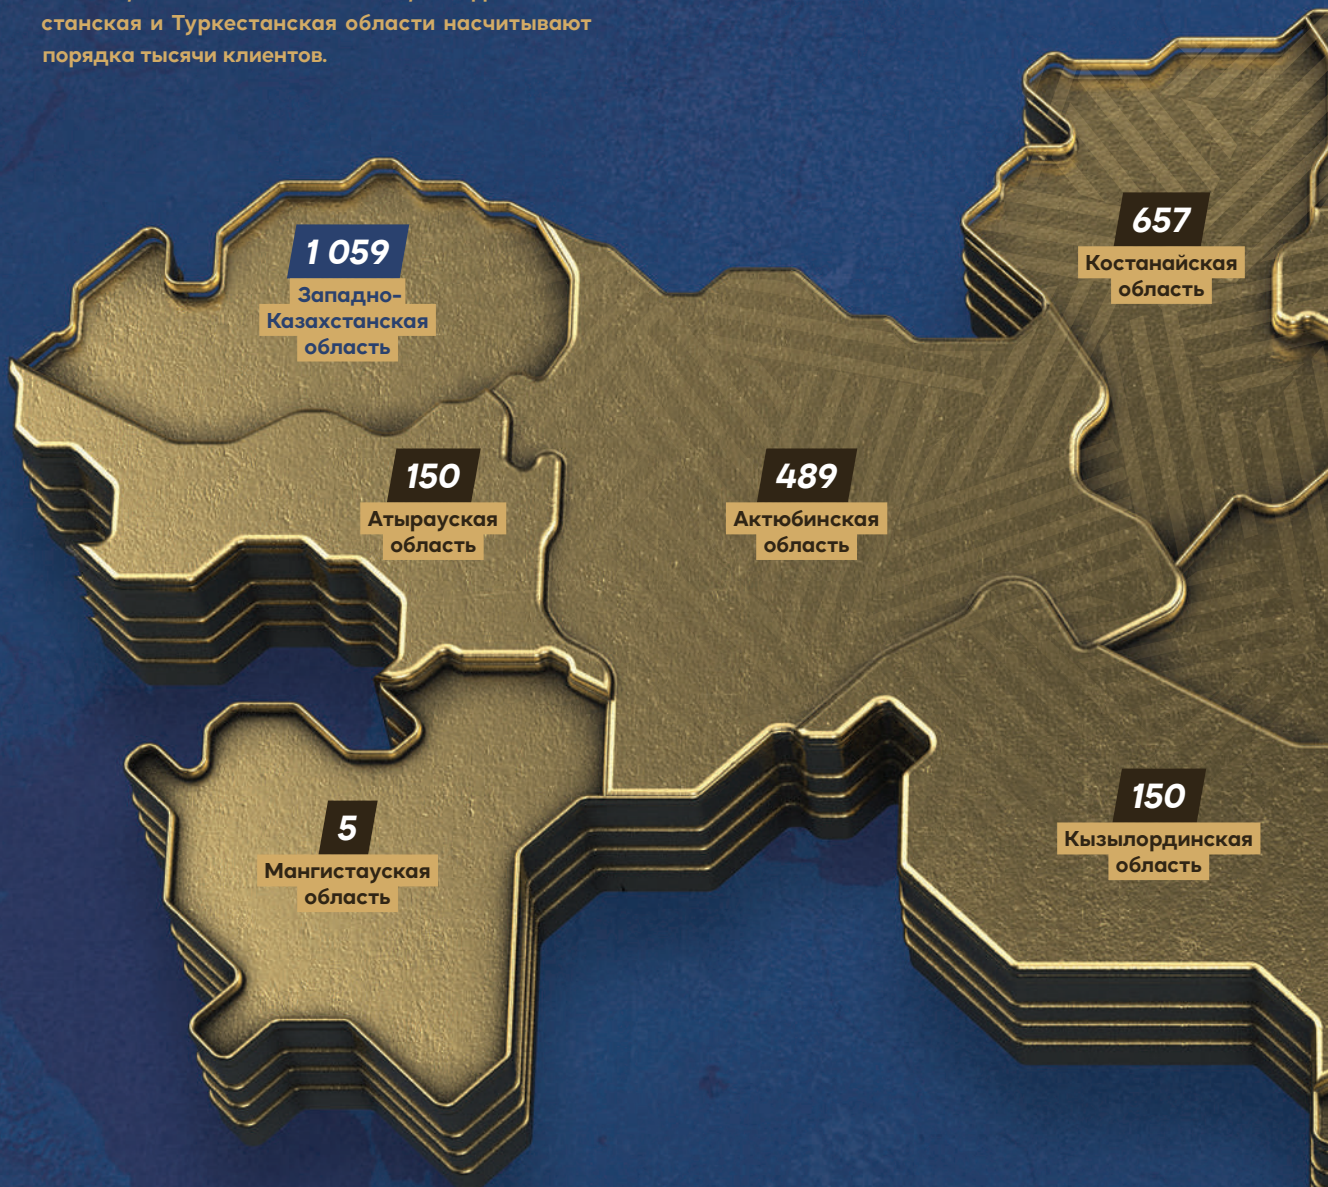 станская и Туркестанская области насчитывают
порядка тысячи клиентов.
657
Костанайская
область
1 059
Западно-
Казахстанская
область
150
Атырауская
область
489
Актюбинская
область
150
Кызылординская
область
5
Мангистауская
область